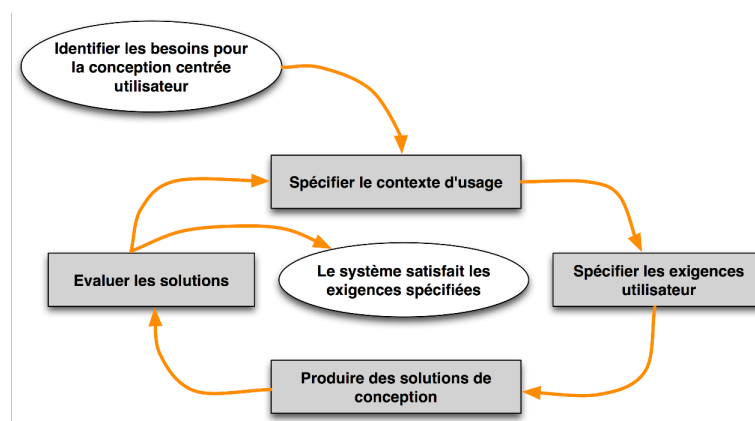 Identifier les besoins pour
la conception centrée
utilisateur
Spécifier le contexte d'usage
Evaluer les solutions
Le système satisfait les
exigences spécifiées
Spécifier les exigences
utilisateur
Produire des solutions de
conception